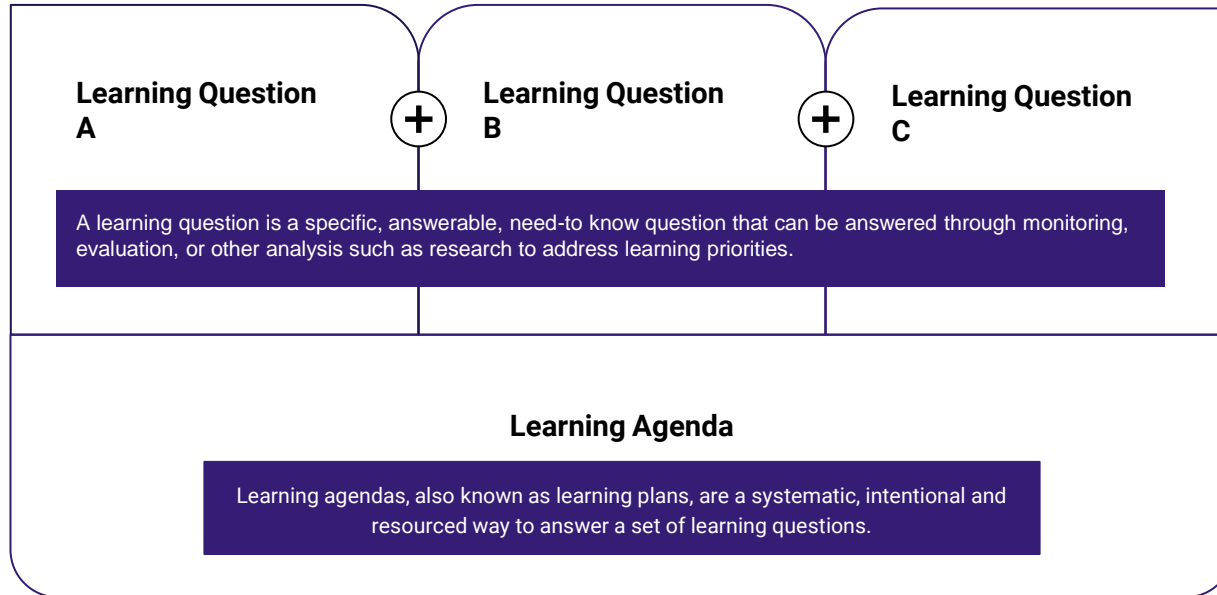 Learning Question
A
+
Learning Question
B
+
Learning Question
C
A learning question is a specific, answerable, need-to know question that can be answered through monitoring,
evaluation, or other analysis such as research to address learning priorities.
Learning Agenda
Learning agendas, also known as learning plans, are a systematic, intentional and
resourced way to answer a set of learning questions.